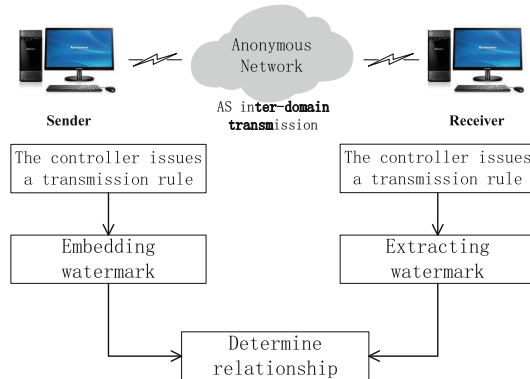 Anonymous
Network
AS inter-domain
transmission
Sender
Receiver
The controller issues
a transmission rule
The controller issues
a transmission rule
Embedding
watermark
Extracting
watermark
Determine
relationship